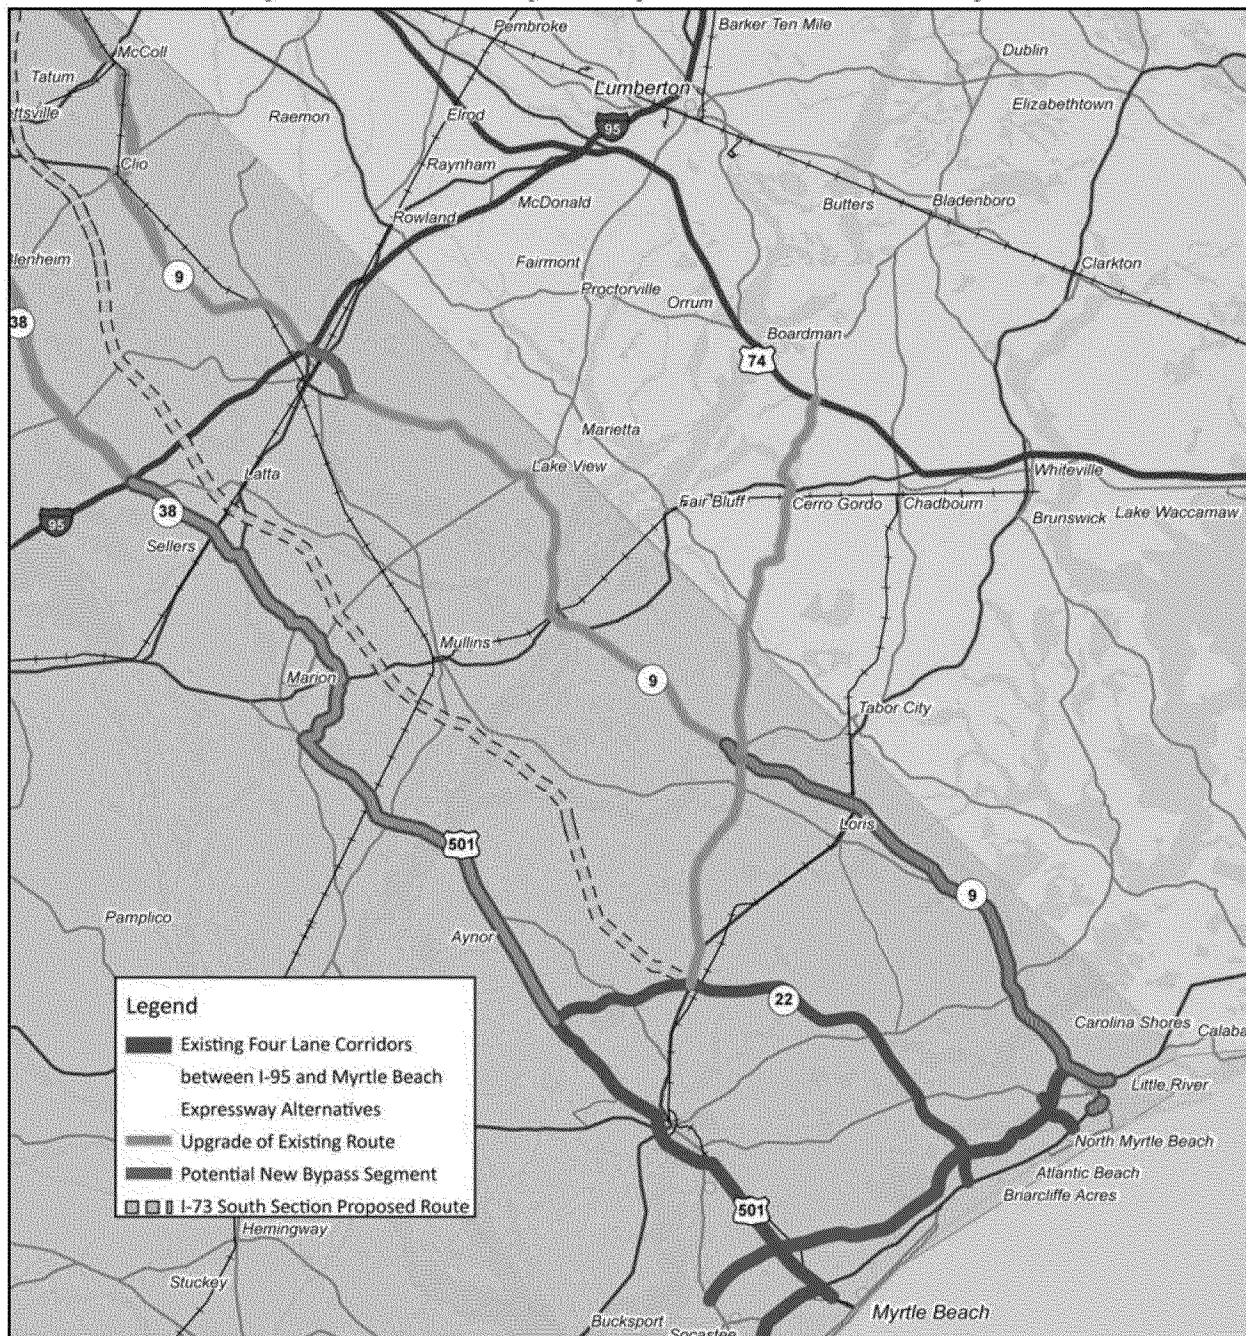 Pembroke
Barker Ten Mile
McColl
Dublin
Tatum
Lumberton
Elizabethtown
ttsville
Raemon
Elrod
95
Clio
Raynham
McDonald
Butters
Bladenboro
Rowland
lenheim
9
Fairmont
Clarkton
Proctorville
Orrum
38
Boardman
74
Marietta
Latta
Lake View
Whiteville
38
Fair Bluff
Cerro Gordo
Chadbourn
Lake Waccamaw
95
Brunswick
Sellers
Mullins
Marion
9
Tabor City
Loris
501
9
Pamplico
Aynor
22
Legend
Existing Four Lane Corridors
between I-95 and Myrtle Beach
Expressway Alternatives
Upgrade of Existing Route
Potential New Bypass Segment
I-73 South Section Proposed Route
Carolina Shores
Calaba
Little River
North Myrtle Beach
Atlantic Beach
Briarcliffe Acres
501
Hemingway
Stuckey
Myrtle Beach
Bucksport
Socastee